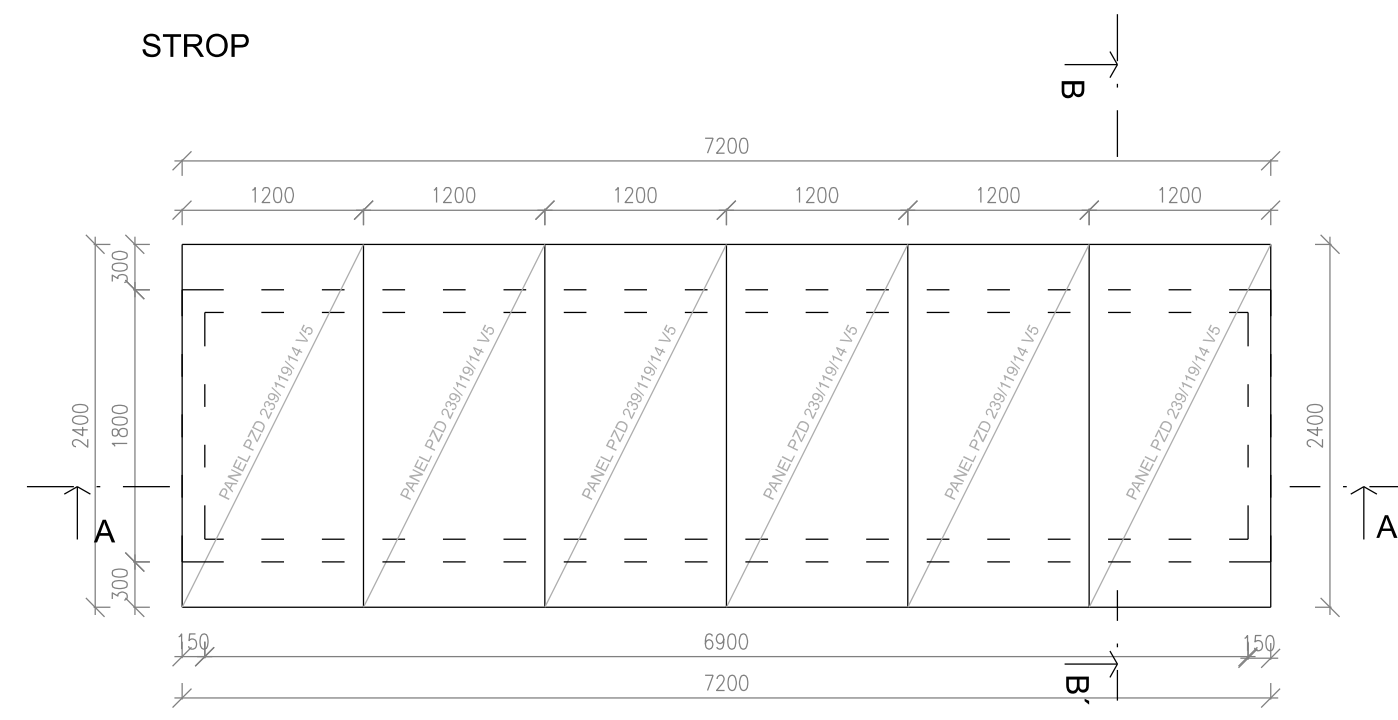 STROP
B
7200
1200 1200 1200 1200 1200 1200
300
1800
300
2400
2400
PANEL PZD 239/119/14 V5
PANEL PZD 239/119/14 V5
PANEL PZD 239/119/14 V5
PANEL PZD 239/119/14 V5
PANEL PZD 239/119/14 V5
PANEL PZD 239/119/14 V5
A
A
150 6900 150
7200
B'